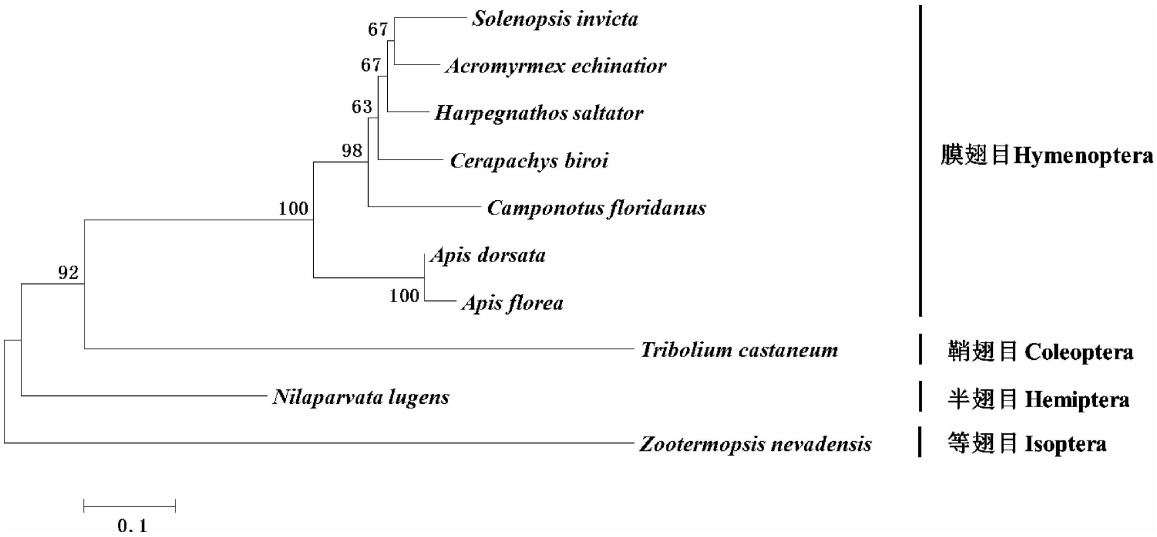 67
Solenopsis invicta
67
Acromyrmex echinatior
63
Harpegnathos saltator
98
Cerapachys biroi
膜翅目Hymenoptera
100
Camponotus floridanus
Apis dorsata
92
100
Apis florea
Tribolium castaneum
鞘翅目 Coleoptera
Nilaparvata lugens
半翅目 Hemiptera
Zootermopsis nevadensis
等翅目 Isoptera
0.1